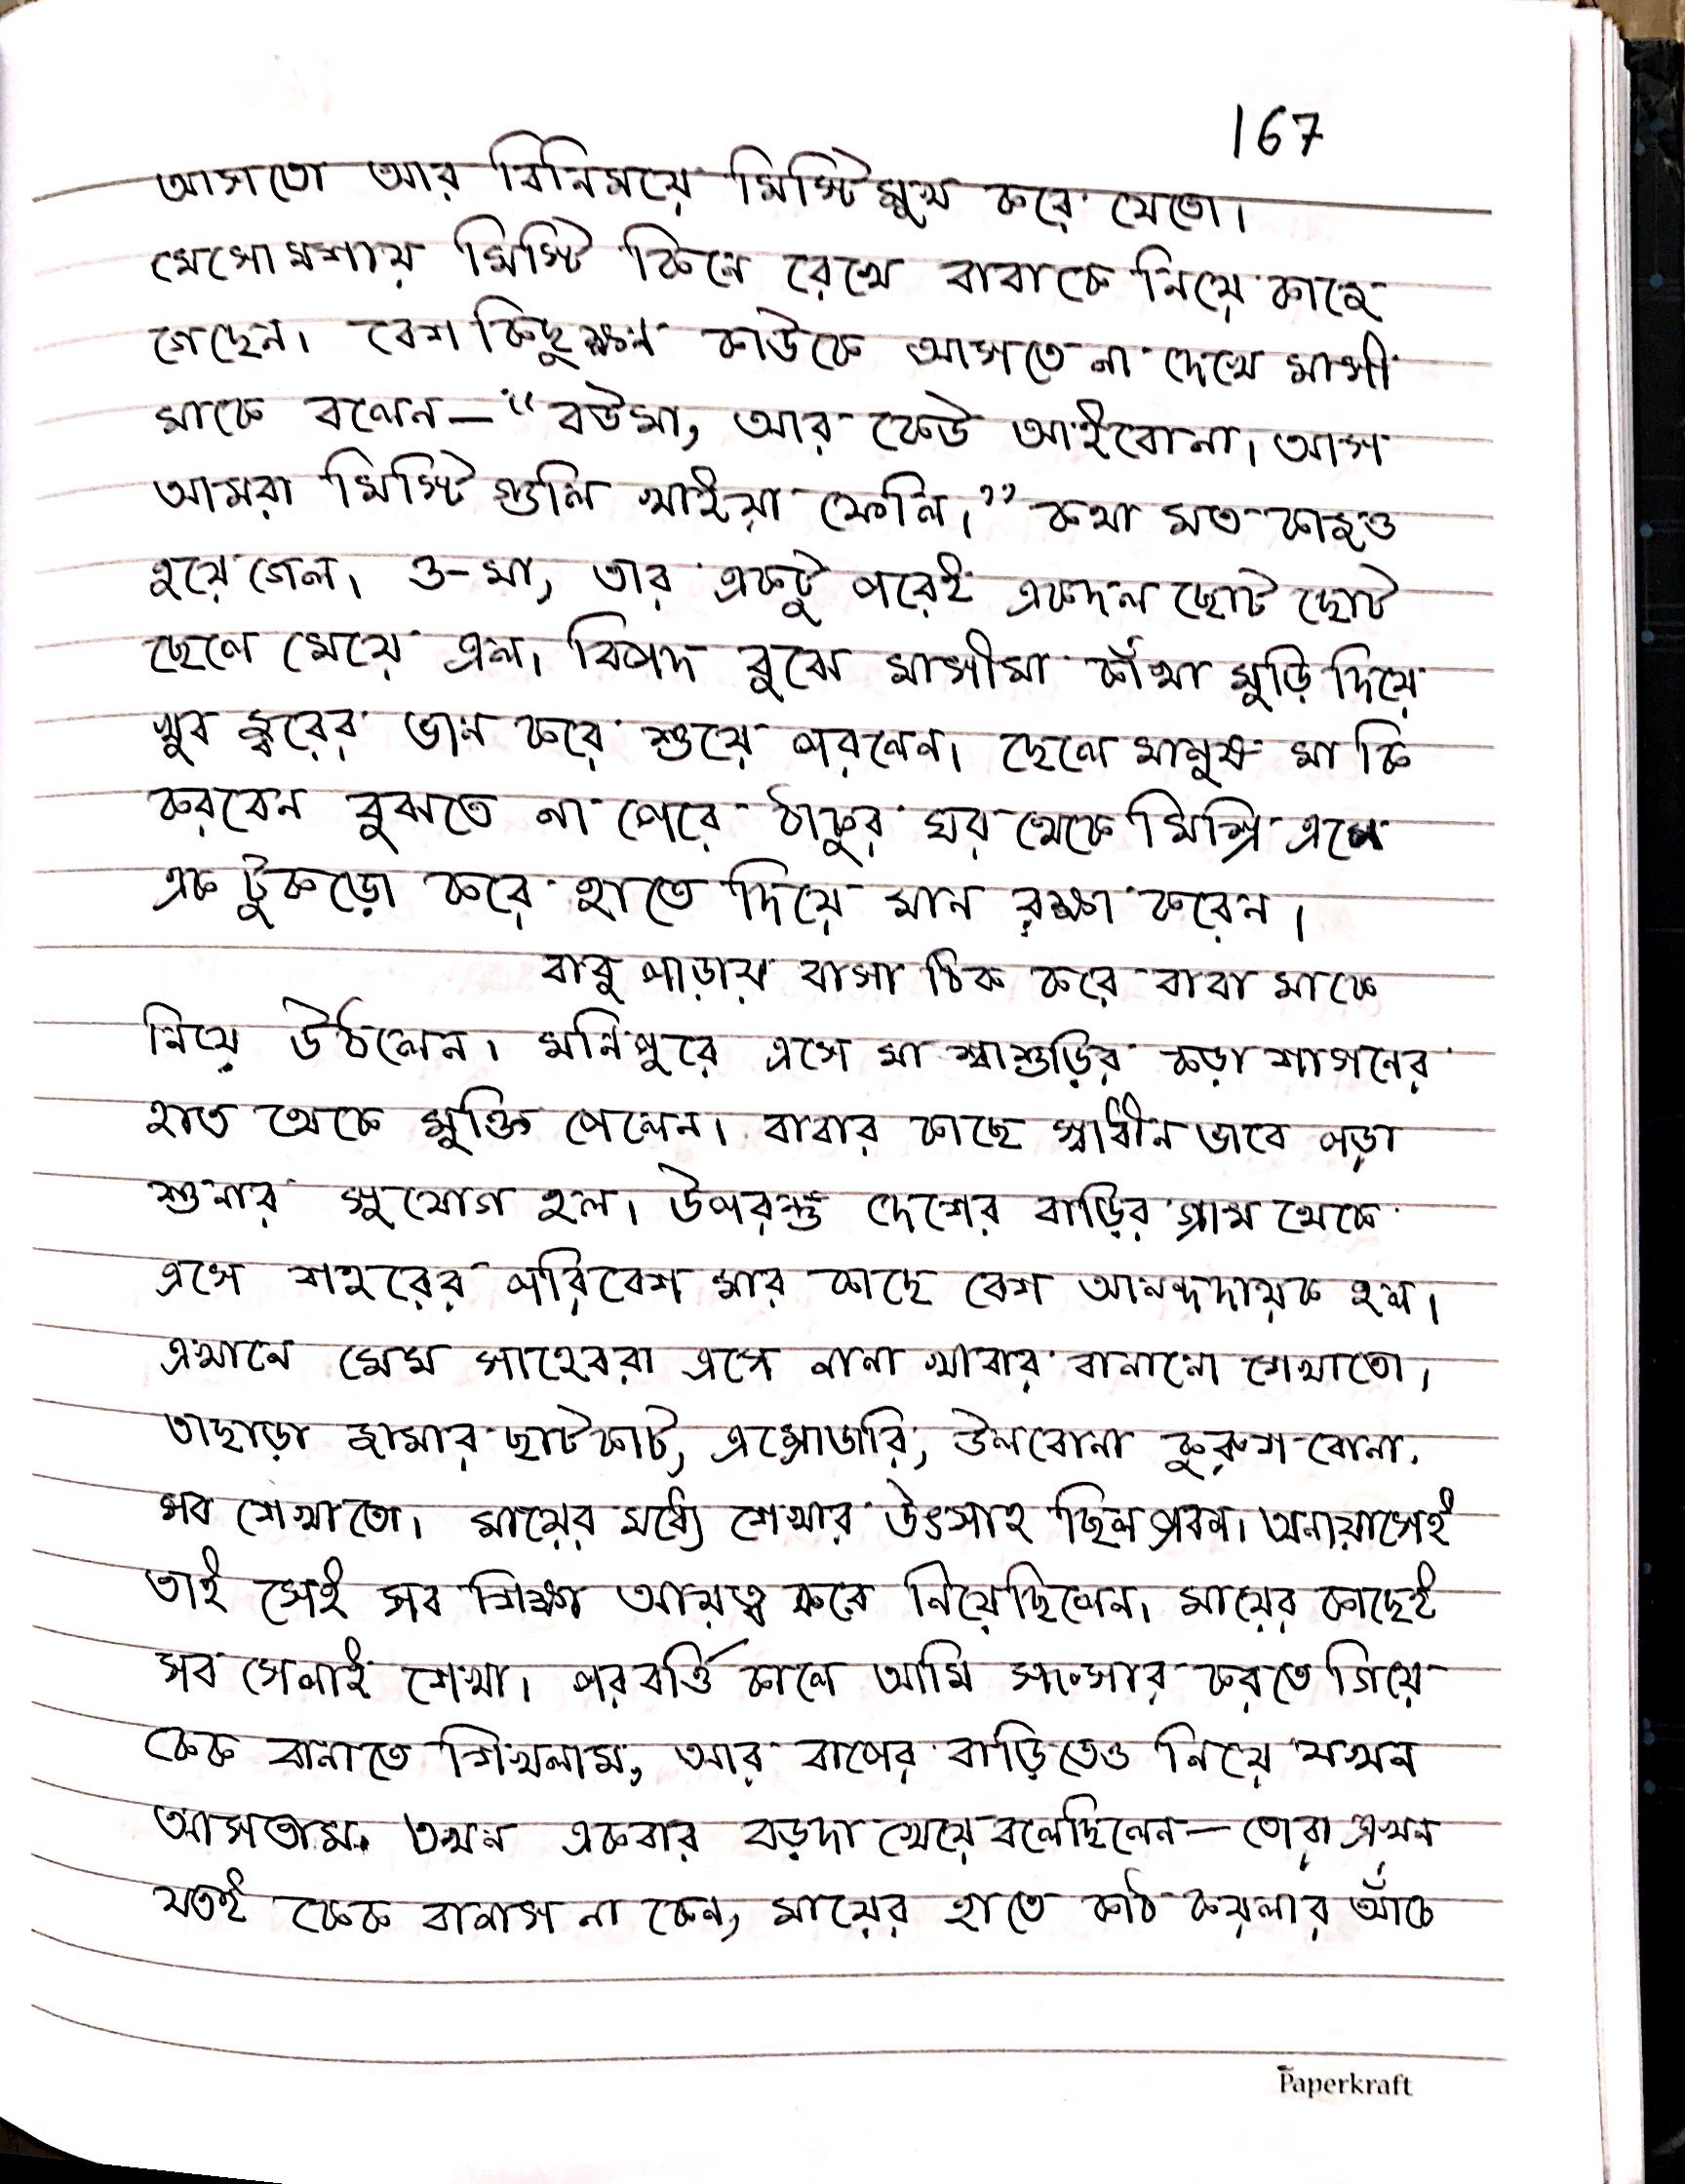 167
আসতো আর বিনিময়ে মিস্টিমুখ করে যেতো।
মেসোমশায় মিস্টি কিনে রেখে বাবাকে নিয়ে কাজে
গেছেন। বেশ কিছুক্ষন কাউকে আসতে না দেখে মাসী
মাকে বলেন—“বউমা, আর কেউ আইবোনা। আস
আমরা মিস্টি গুলি খাইয়া ফেলি।” কথা মত কাজও
হয়ে গেল। ও-মা, তার একটু পরেই একদল ছোট ছোট
ছেলে মেয়ে এল। বিপদ বুঝে মাসীমা কাঁথা মুড়ি দিয়ে
খুব জ্বরের ভান করে শুয়ে পরলেন। ছেলে মানুষ মা কি
করবেন বুঝতে না পেরে ঠাকুর ঘর থেকে মিস্রি এনে
এক টুকড়ো করে হাতে দিয়ে মান রক্ষা করেন।
বাবু পাড়ায় বাসা ঠিক করে বাবা মাকে
নিয়ে উঠলেন। মনিপুরে এসে মা শ্বাশুড়ির কড়া শাসনের
হাত থেকে মুক্তি পেলেন। বাবার কাছে স্বাধীন ভাবে পড়া
শুনার সুযোগ হল। উপরন্তু দেশের বাড়ির গ্রাম থেকে
এসে শহরের পরিবেশ মার কাছে বেশ আনন্দদায়ক হল।
এখানে মেম সাহেবরা এসে নানা খাবার বানানো শেখাতো,
তাছাড়া জামার ছাটকাট, এম্ব্রোডারি, উলবোনা কুরুশ বোনা,
সব শেখাতো। মায়ের মধ্যে শেখার উৎসাহ ছিল প্রবল। অনায়াসেই
তাই সেই সব শিক্ষা আয়ত্ব করে নিয়েছিলেন। মায়ের কাছেই
সব সেলাই শেখা। পরবর্ত্তি কালে আমি সংসার করতে গিয়ে
কেক বানাতে শিখলাম, আর বাপের বাড়িতেও নিয়ে যখন
আসতাম, তখন একবার বড়দা খেয়ে বলেছিলেন— তোরা এখন
যতই কেক বানাস না কেন, মায়ের হাতে কাঠ কয়লার আঁচে
Paperkraft